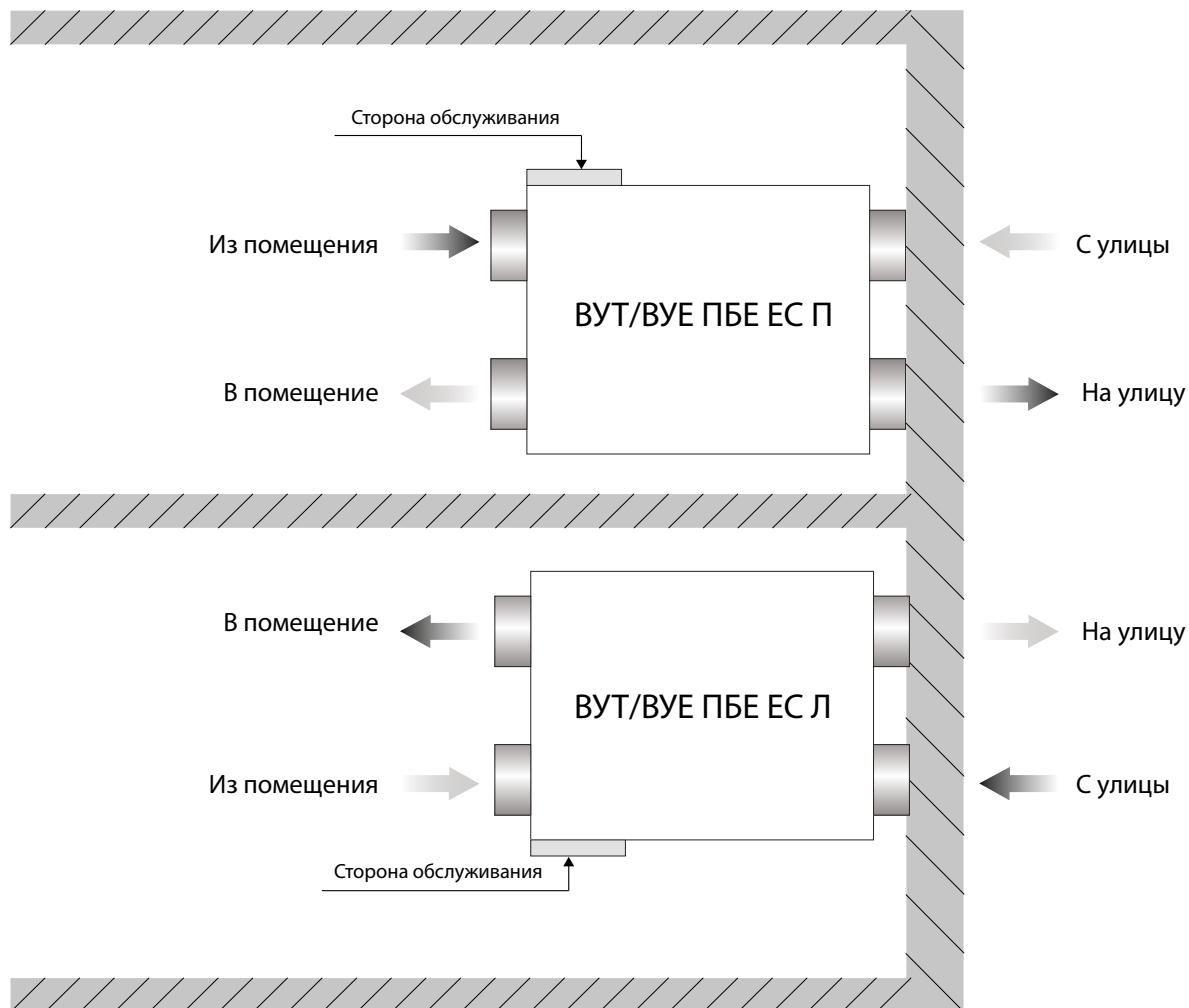 Сторона обслуживания
Из помещения
С улицы
ВУТ/ВУЕ ПБЕ ЕС П
В помещение
На улицу
В помещение
На улицу
ВУТ/ВУЕ ПБЕ ЕС Л
Из помещения
С улицы
Сторона обслуживания